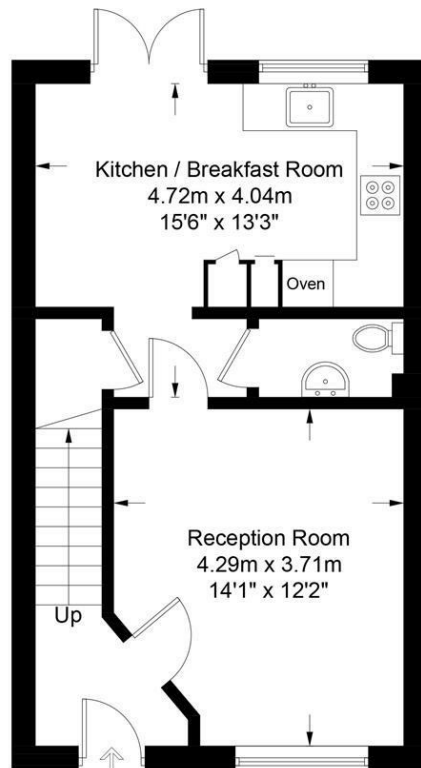 Kitchen / Breakfast Room
4.72m x 4.04m
15'6" x 13'3"
Oven
Reception Room
4.29m x 3.71m
14'1" x 12'2"
Up